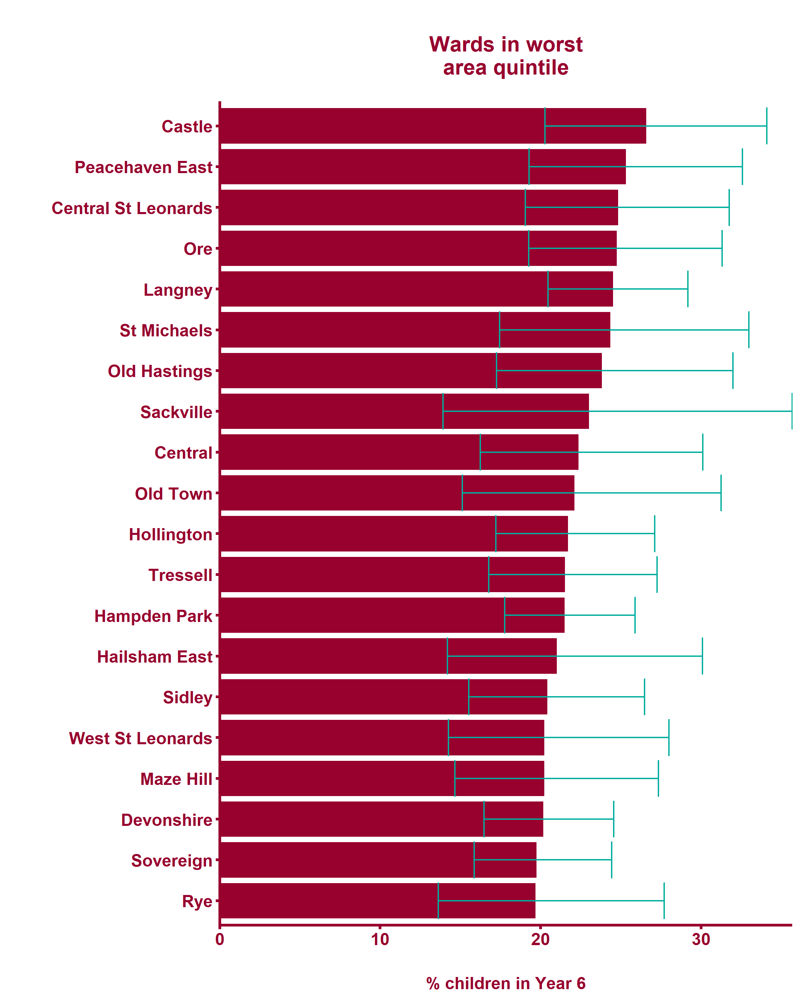 Wards in worst
area quintile
Castle
Peacehaven East
Central St Leonards
Ore
Langney
St Michaels
Old Hastings
Sackville
Central
Old Town
Hollington
Tressell
Hampden Park
Hailsham East
Sidley
West St Leonards
Maze Hill
Devonshire
Sovereign
Rye
0 10 20 30
% children in Year 6